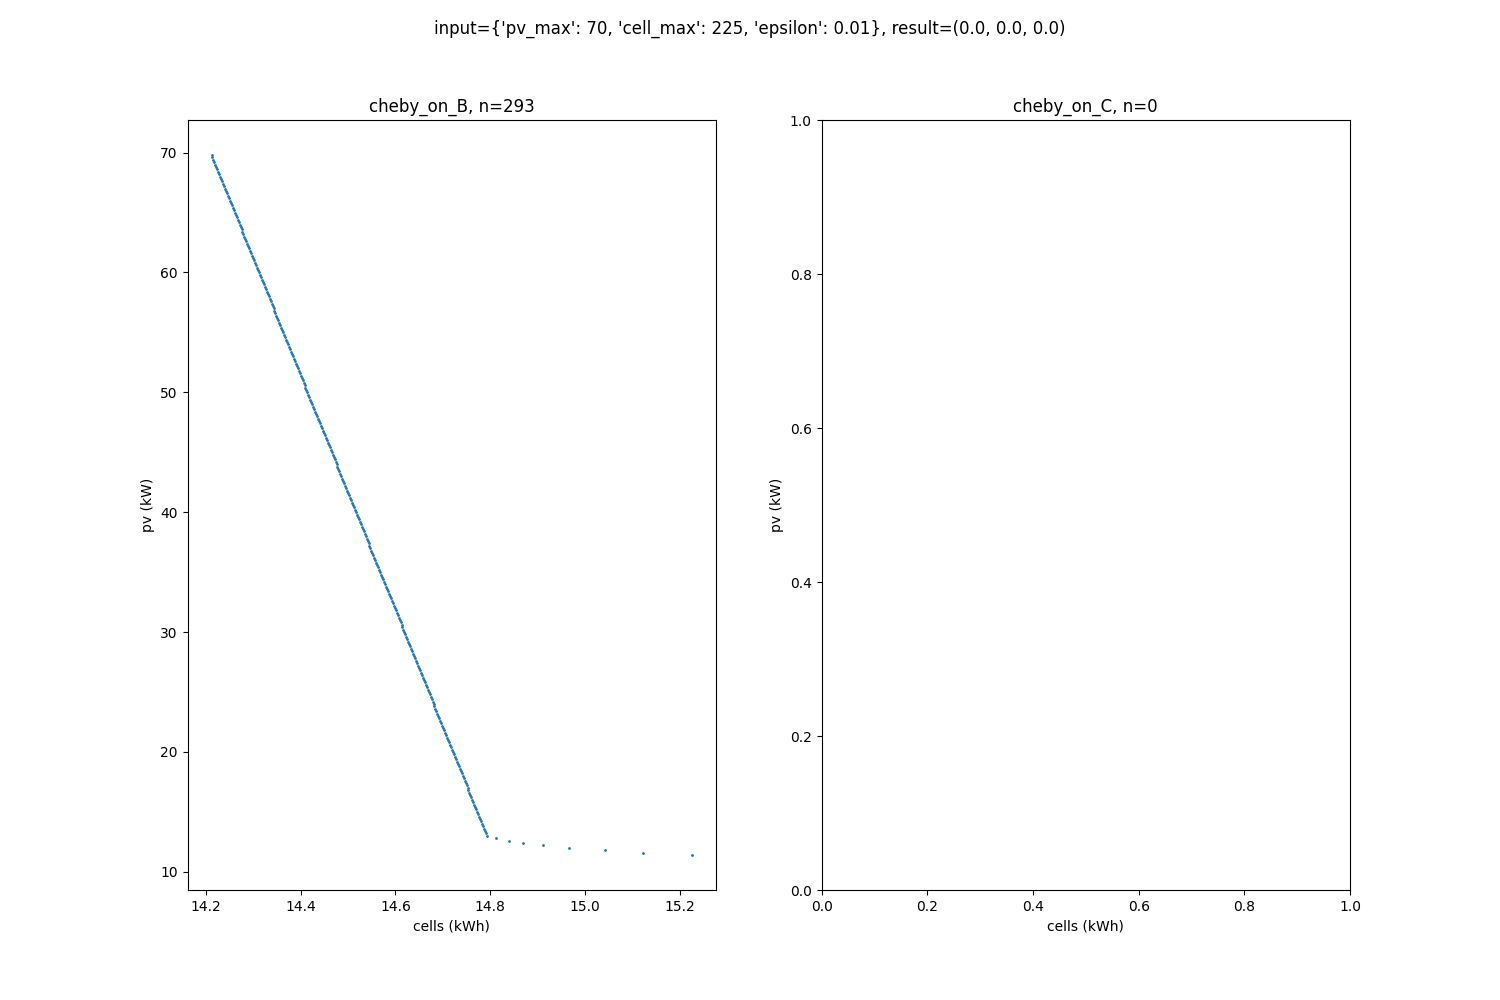 input={'pv_max': 70, 'cell_max': 225, 'epsilon': 0.01}, result=(0.0, 0.0, 0.0)
cheby_on_B, n=293
70
60
50
40
30
20
10
pv (kW)
14.2 14.4 14.6 14.8 15.0 15.2
cells (kWh)
cheby_on_C, n=0
1.0
0.8
0.6
0.4
0.2
0.0
pv (kW)
0.0 0.2 0.4 0.6 0.8 1.0
cells (kWh)